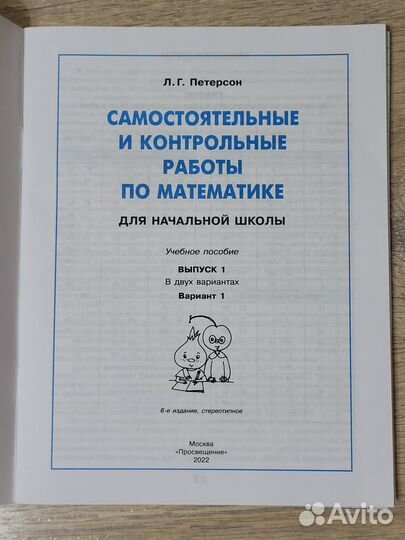 Л. Г. Петерсон
САМОСТОЯТЕЛЬНЫЕ
И КОНТРОЛЬНЫЕ
РАБОТЫ
ПО МАТЕМАТИКЕ
ДЛЯ НАЧАЛЬНОЙ ШКОЛЫ
Учебное пособие
ВЫПУСК 1
В двух вариантах
Вариант 1
6-е издание, стереотипное
Москва
«Просвещение»
2022
Avito